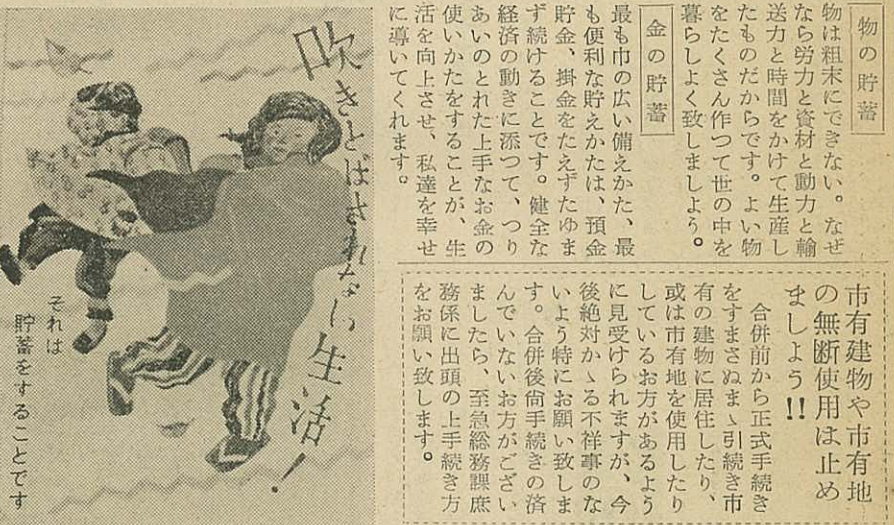 物の貯蓄
物は粗末にできない。なぜ
なら労力と資材と動力と輸
送力と時間をかけて生産し
たものだからです。よい物
をたくさん作つて世の中を
暮らしよく致しましよう。
金の貯蓄
最も巾の広い備えかた、最
も便利な貯えかたは、預金
貯金、掛金をたえずたゆま
ず続けることです。健全な
経済の動きに添つて、つり
あいのとれた上手なお金の
使いかたをすることが、生
活を向上させ、私達を幸せ
に導いてくれます。
市有建物や市有地
の無断使用は止め
ましよう!!
合併前から正式手続き
をすまさぬまゝ引続き市
有の建物に居住したり、
或は市有地を使用したり
しているお方があるよう
に見受けられますが、今
後絶対かゝる不祥事のな
いよう特にお願い致しま
す。合併後尚手続きの済
んでいないお方がござい
ましたら、至急総務課庶
務係に出頭の上手続き方
をお願い致します。
吹きとばされない生活!
それは
貯蓄をすることです